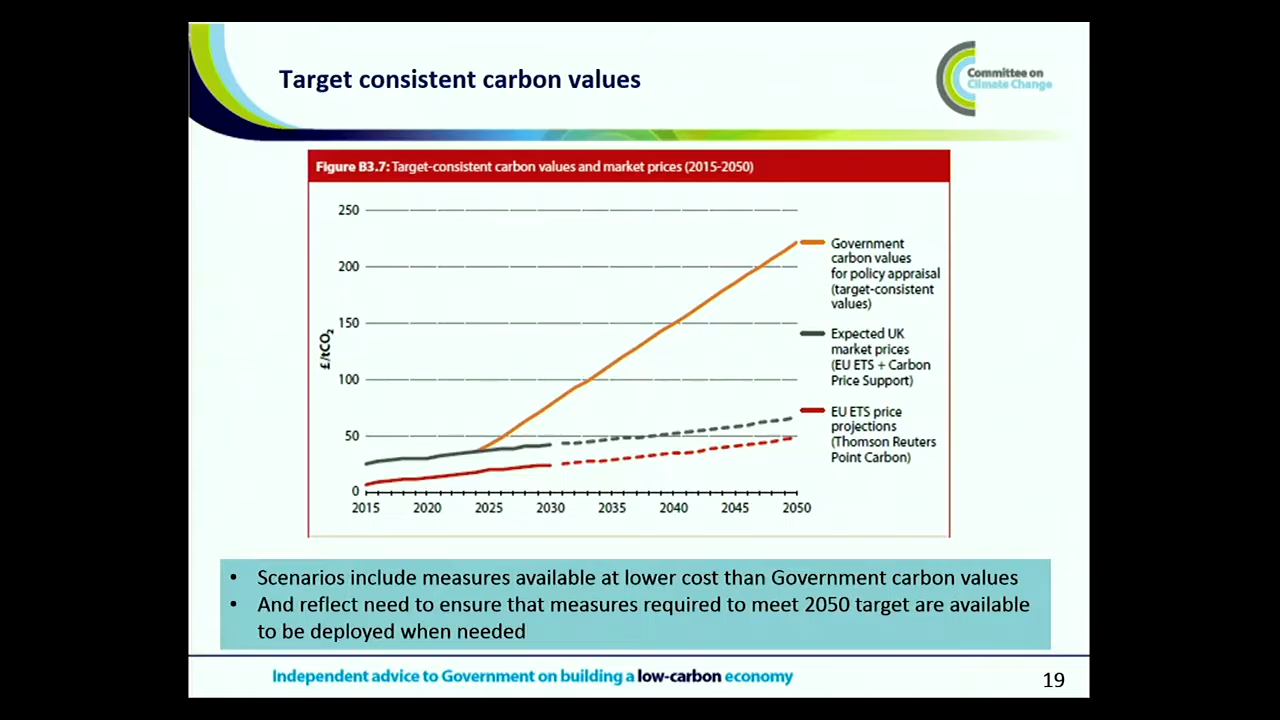 Target consistent carbon values
Committee on
Climate Change
Figure B3.7: Target-consistent carbon values and market prices (2015-2050)
250
200
150
100
50
0
£/tCO₂
2015
2020
2025
2030
2035
2040
2045
2050
Government
carbon values
for policy appraisal
(target-consistent
values)
Expected UK
market prices
(EU ETS + Carbon
Price Support)
EU ETS price
projections
(Thomson Reuters
Point Carbon)
• Scenarios include measures available at lower cost than Government carbon values
• And reflect need to ensure that measures required to meet 2050 target are available
to be deployed when needed
Independent advice to Government on building a low-carbon economy
19